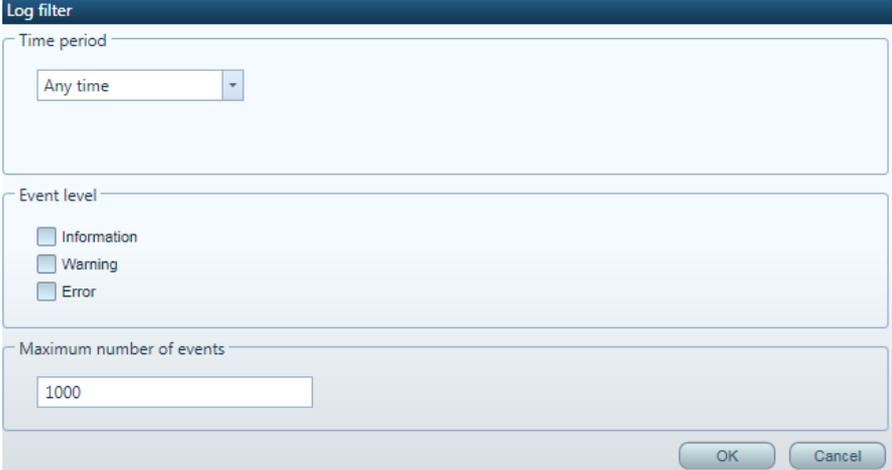 Log filter
Time period
Any time
Event level
Information
Warning
Error
Maximum number of events
1000
OK Cancel